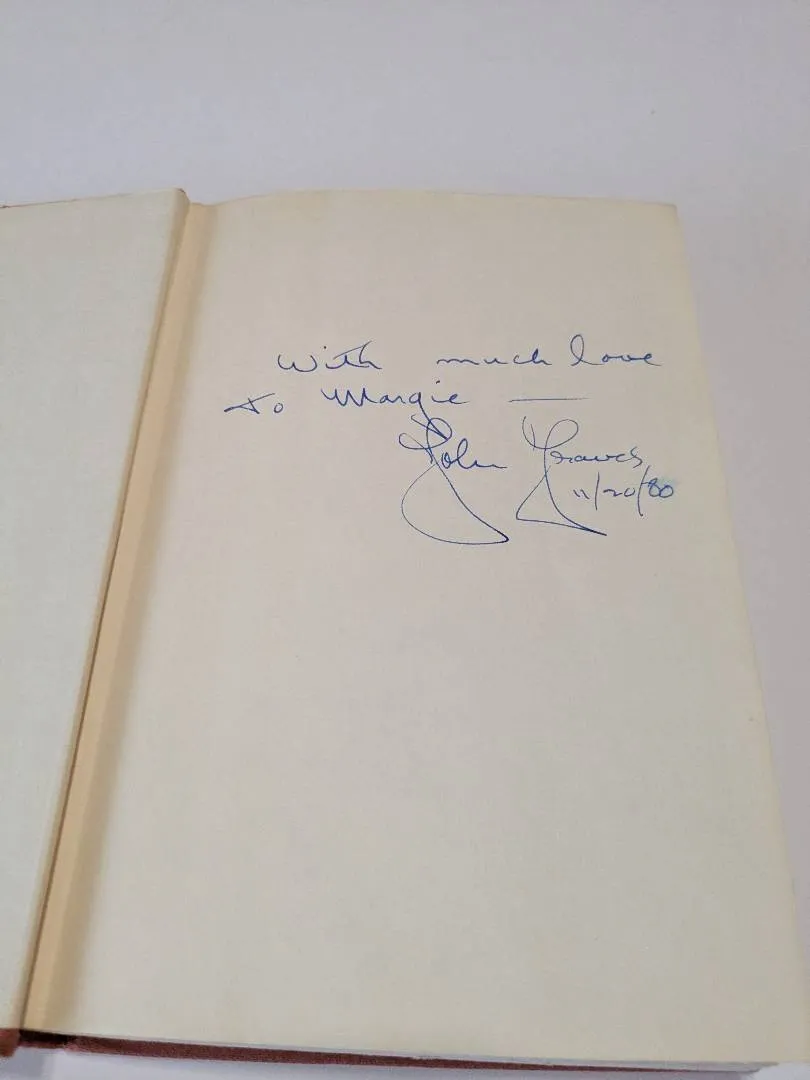 With much love
to Margie —
John Graves
11/20/80